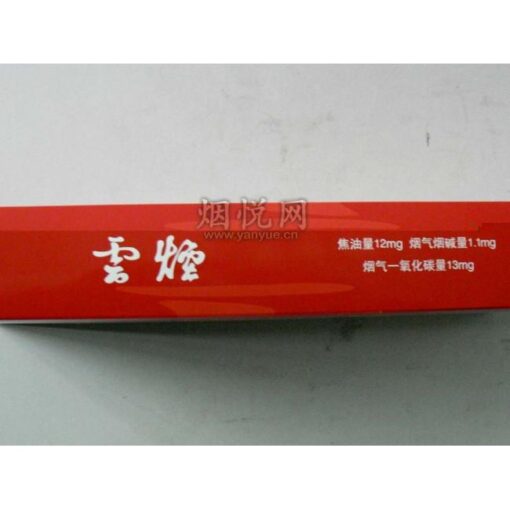 烟悦网
www.yanyue.cn
雲煙
焦油量12mg 烟气烟碱量1.1mg
烟气一氧化碳量13mg